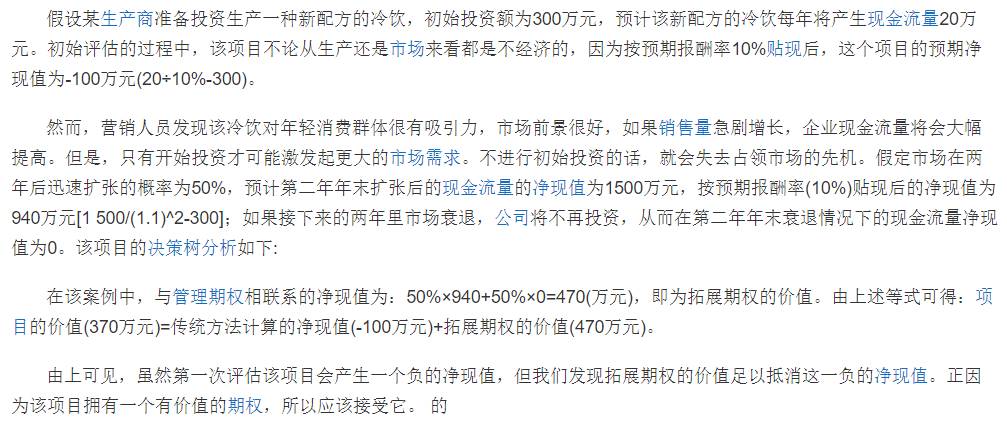 假设某生产商准备投资生产一种新配方的冷饮，初始投资额为300万元，预计该新配方的冷饮每年将产生现金流量20万
元。初始评估的过程中，该项目不论从生产还是市场来看都是不经济的，因为按预期报酬率10%贴现后，这个项目的预期净
现值为-100万元(20÷10%-300)。
然而，营销人员发现该冷饮对年轻消费群体很有吸引力，市场前景很好，如果销售量急剧增长，企业现金流量将会大幅
提高。但是，只有开始投资才可能激发起更大的市场需求。不进行初始投资的话，就会失去占领市场的先机。假定市场在两
年后迅速扩张的概率为50%，预计第二年年末扩张后的现金流量的净现值为1500万元，按预期报酬率(10%)贴现后的净现值为
940万元[1 500/(1.1)^2-300]；如果接下来的两年里市场衰退，公司将不再投资，从而在第二年年末衰退情况下的现金流量净现
值为0。该项目的决策树分析如下:
在该案例中，与管理期权相联系的净现值为：50%×940+50%×0=470(万元)，即为拓展期权的价值。由上述等式可得：项
目的价值(370万元)=传统方法计算的净现值(-100万元)+拓展期权的价值(470万元)。
由上可见，虽然第一次评估该项目会产生一个负的净现值，但我们发现拓展期权的价值足以抵消这一负的净现值。正因
为该项目拥有一个有价值的期权，所以应该接受它。 的